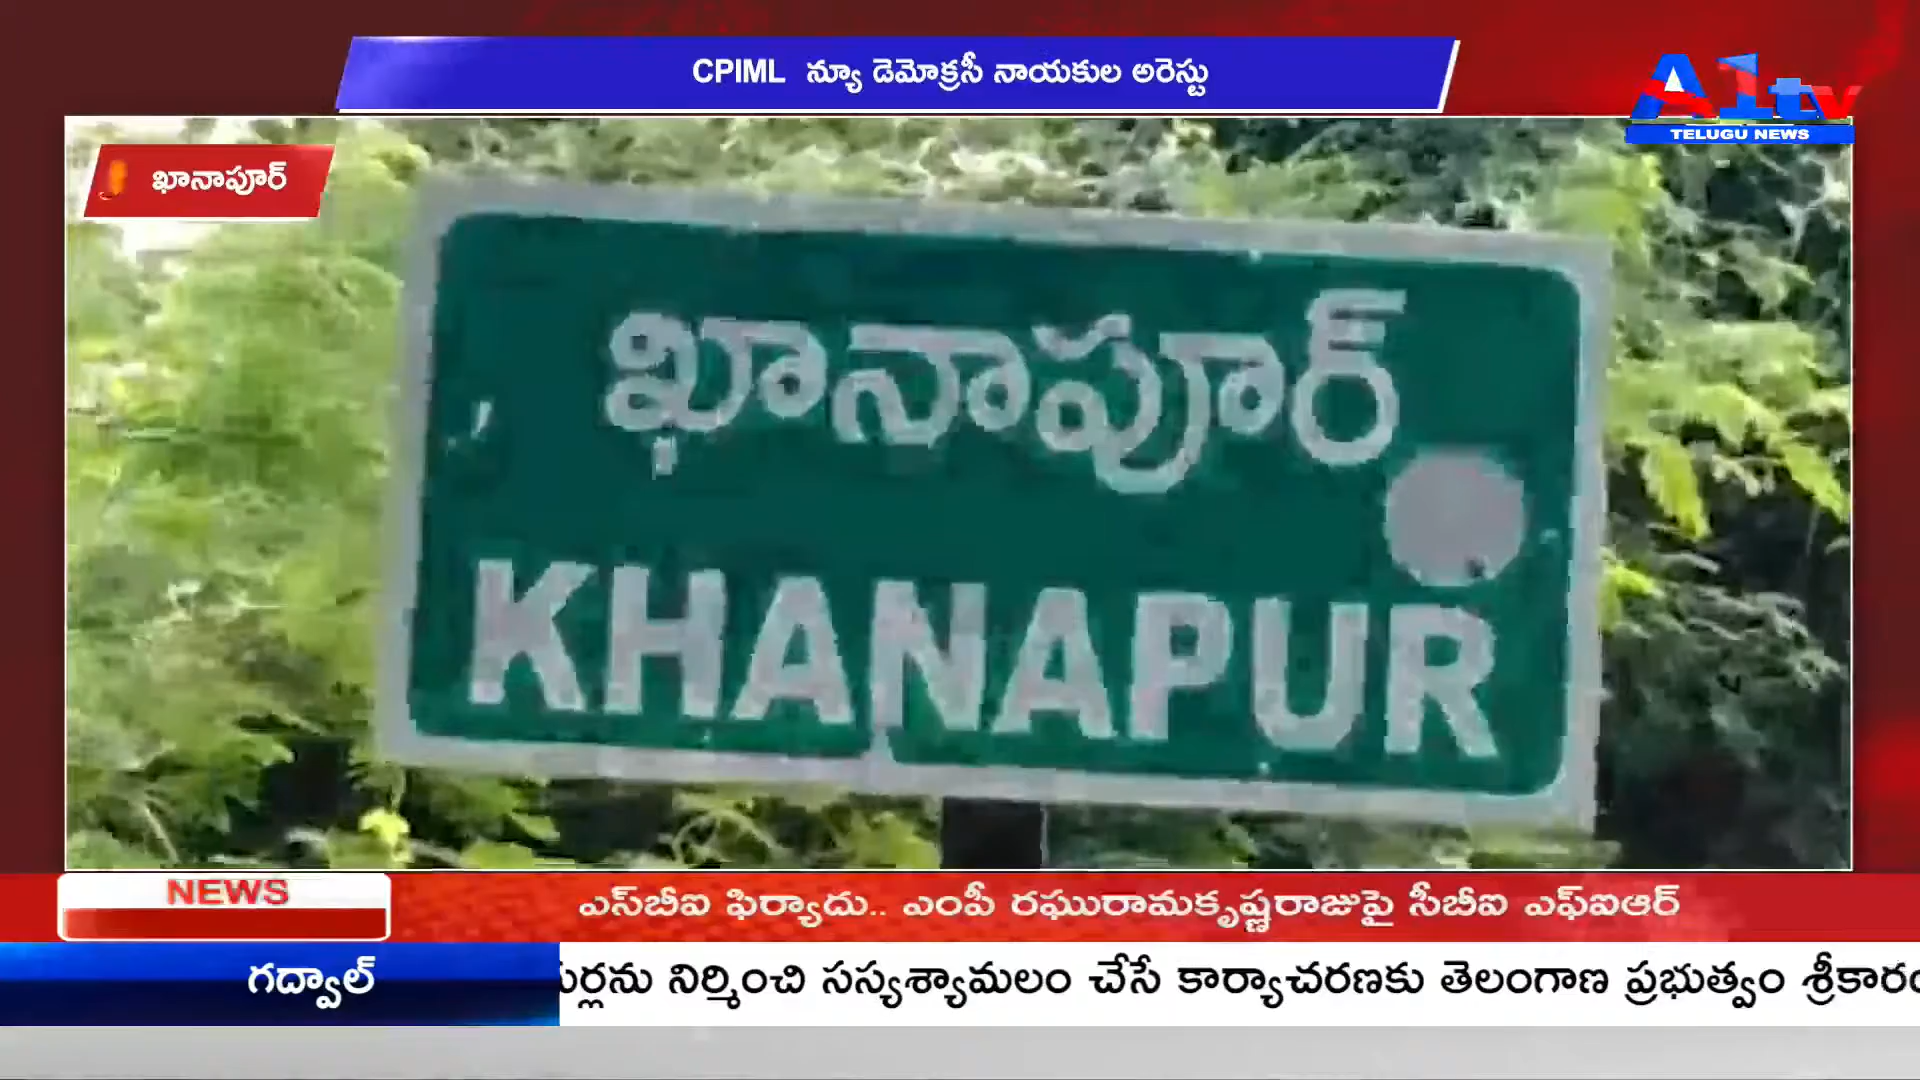 CPIML న్యూ డెమోక్రసీ నాయకుల అరెస్టు
A1tv
TELUGU NEWS
ఖానాపూర్
ఖానాపూర్
KHANAPUR
NEWS
ఎస్‌బీఐ ఫిర్యాదు.. ఎంపీ రఘురామకృష్ణరాజుపై సీబీఐ ఎఫ్ఐఆర్
గద్వాల్
నిర్మించి సస్యశ్యామలం చేసే కార్యాచరణకు తెలంగాణ ప్రభుత్వం